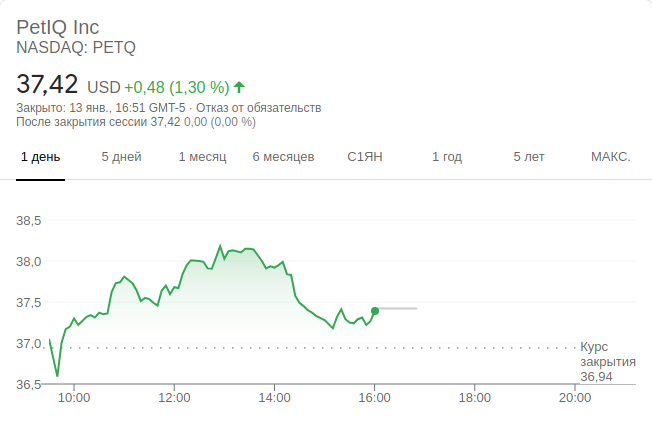 PetIQ Inc
NASDAQ: PETQ
37,42 USD +0,48 (1,30 %)
Закрыто: 13 янв., 16:51 GMT-5 · Отказ от обязательств
После закрытия сессии 37,42 0,00 (0,00 %)
1 день 5 дней 1 месяц 6 месяцев С1ЯН 1 год 5 лет МАКС.
38,5
38,0
37,5
37,0
36,5
Курс
закрытия
36,94
10:00 12:00 14:00 16:00 18:00 20:00